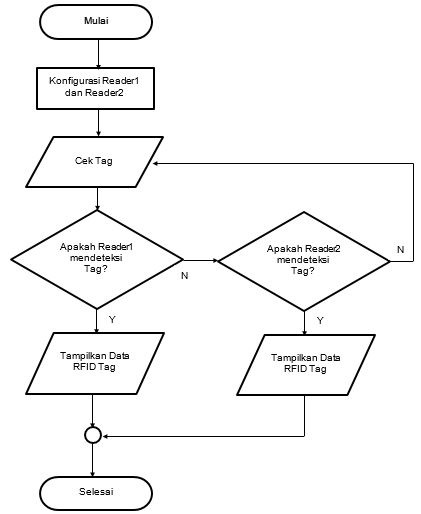 Mulai
Konfigurasi Reader1
dan Reader2
Cek Tag
Apakah Reader1
mendeteksi
Tag?
N
Apakah Reader2
mendeteksi
Tag?
N
Y
Y
Tampilkan Data
RFID Tag
Tampilkan Data
RFID Tag
Selesai